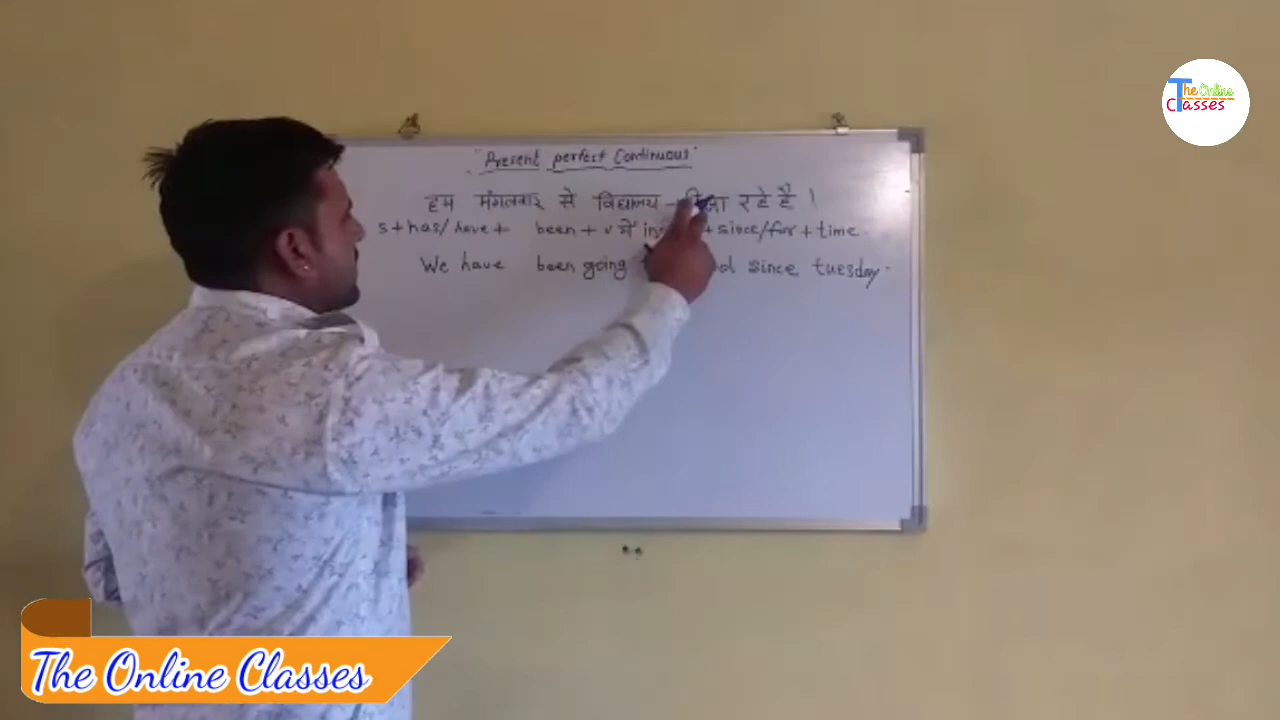 "Present perfect Continuous"
हम मंगलवार से विद्यालय जा रहे है ।
s+has/have+ been + v में + since/for + time.
We have been going since tuesday.
The Online Classes
The Online Classes